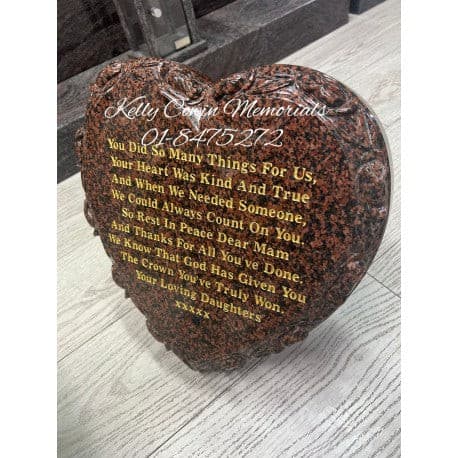 Kelly Cowin Memorials
01-8475272
You Did So Many Things For Us,
Your Heart Was Kind And True
And When We Needed Someone,
We Could Always Count On You.
So Rest In Peace Dear Mam
And Thanks For All You've Done.
We Know That God Has Given You
The Crown You've Truly Won.
Your Loving Daughters
xxxxx